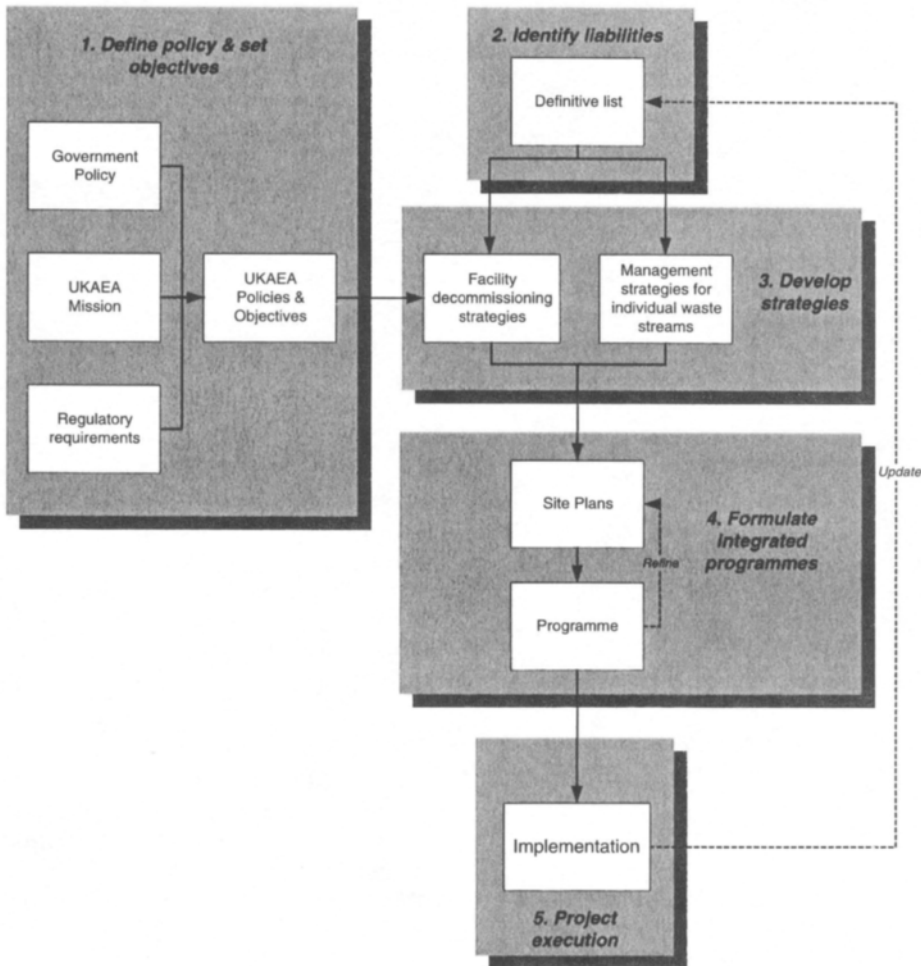 1. Define policy & set
objectives
Government
Policy
UKAEA
Mission
Regulatory
requirements
UKAEA
Policies &
Objectives
2. Identify liabilities
Definitive list
Facility
decommissioning
strategies
Management
strategies for
individual waste
streams
3. Develop
strategies
Site Plans
Refine
Programme
4. Formulate
integrated
programmes
Update
Implementation
5. Project
execution